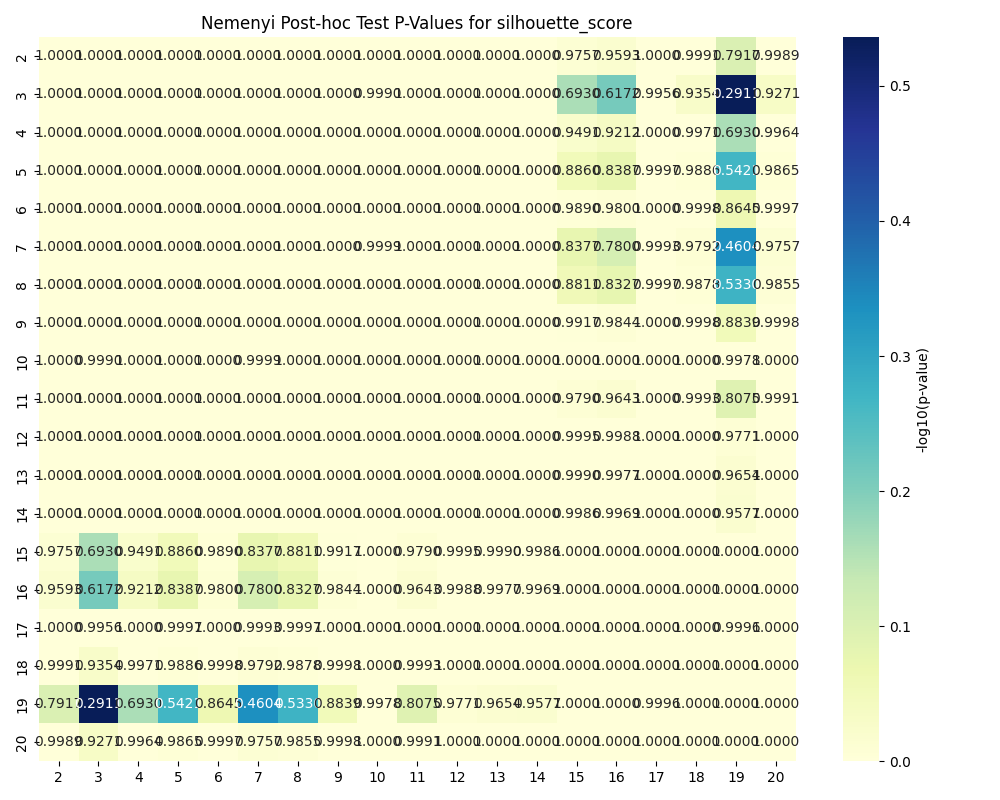 Nemenyi Post-hoc Test P-Values for silhouette_score
2 1.0000 1.0000 1.0000 1.0000 1.0000 1.0000 1.0000 1.0000 1.0000 1.0000 1.0000 1.0000 1.0000 0.9757 0.9593 1.0000 0.9991 0.7917 0.9989
3 1.0000 1.0000 1.0000 1.0000 1.0000 1.0000 1.0000 1.0000 0.9990 1.0000 1.0000 1.0000 1.0000 0.6930 0.6172 0.9956 0.9354 0.9271
4 1.0000 1.0000 1.0000 1.0000 1.0000 1.0000 1.0000 1.0000 1.0000 1.0000 1.0000 1.0000 1.0000 0.9491 0.9212 1.0000 0.9971 0.6930 0.9964
5 1.0000 1.0000 1.0000 1.0000 1.0000 1.0000 1.0000 1.0000 1.0000 1.0000 1.0000 1.0000 1.0000 0.8860 0.8387 0.9997 0.9886 0.9865
6 1.0000 1.0000 1.0000 1.0000 1.0000 1.0000 1.0000 1.0000 1.0000 1.0000 1.0000 1.0000 1.0000 0.9890 0.9800 1.0000 0.9998 0.8645 0.9997
7 1.0000 1.0000 1.0000 1.0000 1.0000 1.0000 1.0000 1.0000 0.9999 1.0000 1.0000 1.0000 1.0000 0.8377 0.7800 0.9993 0.9792 0.4604 0.9757
8 1.0000 1.0000 1.0000 1.0000 1.0000 1.0000 1.0000 1.0000 1.0000 1.0000 1.0000 1.0000 1.0000 0.8811 0.8327 0.9997 0.9878 0.5330 0.9855
9 1.0000 1.0000 1.0000 1.0000 1.0000 1.0000 1.0000 1.0000 1.0000 1.0000 1.0000 1.0000 1.0000 0.9917 0.9844 1.0000 0.9998 0.8839 0.9998
10 1.0000 0.9990 1.0000 1.0000 1.0000 0.9999 1.0000 1.0000 1.0000 1.0000 1.0000 1.0000 1.0000 1.0000 1.0000 1.0000 1.0000 0.9978 1.0000
11 1.0000 1.0000 1.0000 1.0000 1.0000 1.0000 1.0000 1.0000 1.0000 1.0000 1.0000 1.0000 1.0000 0.9790 0.9643 1.0000 0.9993 0.8075 0.9991
12 1.0000 1.0000 1.0000 1.0000 1.0000 1.0000 1.0000 1.0000 1.0000 1.0000 1.0000 1.0000 1.0000 0.9995 0.9988 1.0000 1.0000 0.9771 1.0000
13 1.0000 1.0000 1.0000 1.0000 1.0000 1.0000 1.0000 1.0000 1.0000 1.0000 1.0000 1.0000 1.0000 0.9990 0.9977 1.0000 1.0000 0.9654 1.0000
14 1.0000 1.0000 1.0000 1.0000 1.0000 1.0000 1.0000 1.0000 1.0000 1.0000 1.0000 1.0000 1.0000 0.9986 0.9969 1.0000 1.0000 0.9577 1.0000
15 0.9757 0.6930 0.9491 0.8860 0.9890 0.8377 0.8811 0.9917 1.0000 0.9790 0.9995 0.9990 0.9986 1.0000 1.0000 1.0000 1.0000 1.0000 1.0000
16 0.9593 0.6172 0.9212 0.8387 0.9800 0.7800 0.8327 0.9844 1.0000 0.9643 0.9988 0.9977 0.9969 1.0000 1.0000 1.0000 1.0000 1.0000 1.0000
17 1.0000 0.9956 1.0000 0.9997 1.0000 0.9993 0.9997 1.0000 1.0000 1.0000 1.0000 1.0000 1.0000 1.0000 1.0000 1.0000 1.0000 0.9996 1.0000
18 0.9991 0.9354 0.9971 0.9886 0.9998 0.9792 0.9878 0.9998 1.0000 0.9993 1.0000 1.0000 1.0000 1.0000 1.0000 1.0000 1.0000 1.0000 1.0000
19 0.7917 0.6930 0.8645 0.4604 0.5330 0.8839 0.9978 0.8075 0.9771 0.9654 0.9577 1.0000 1.0000 0.9996 1.0000 1.0000 1.0000
20 0.9989 0.9271 0.9964 0.9865 0.9997 0.9757 0.9855 0.9998 1.0000 0.9991 1.0000 1.0000 1.0000 1.0000 1.0000 1.0000 1.0000 1.0000 1.0000
2 3 4 5 6 7 8 9 10 11 12 13 14 15 16 17 18 19 20
0.5
0.4
0.3
0.2
0.1
0.0
-log10(p-value)